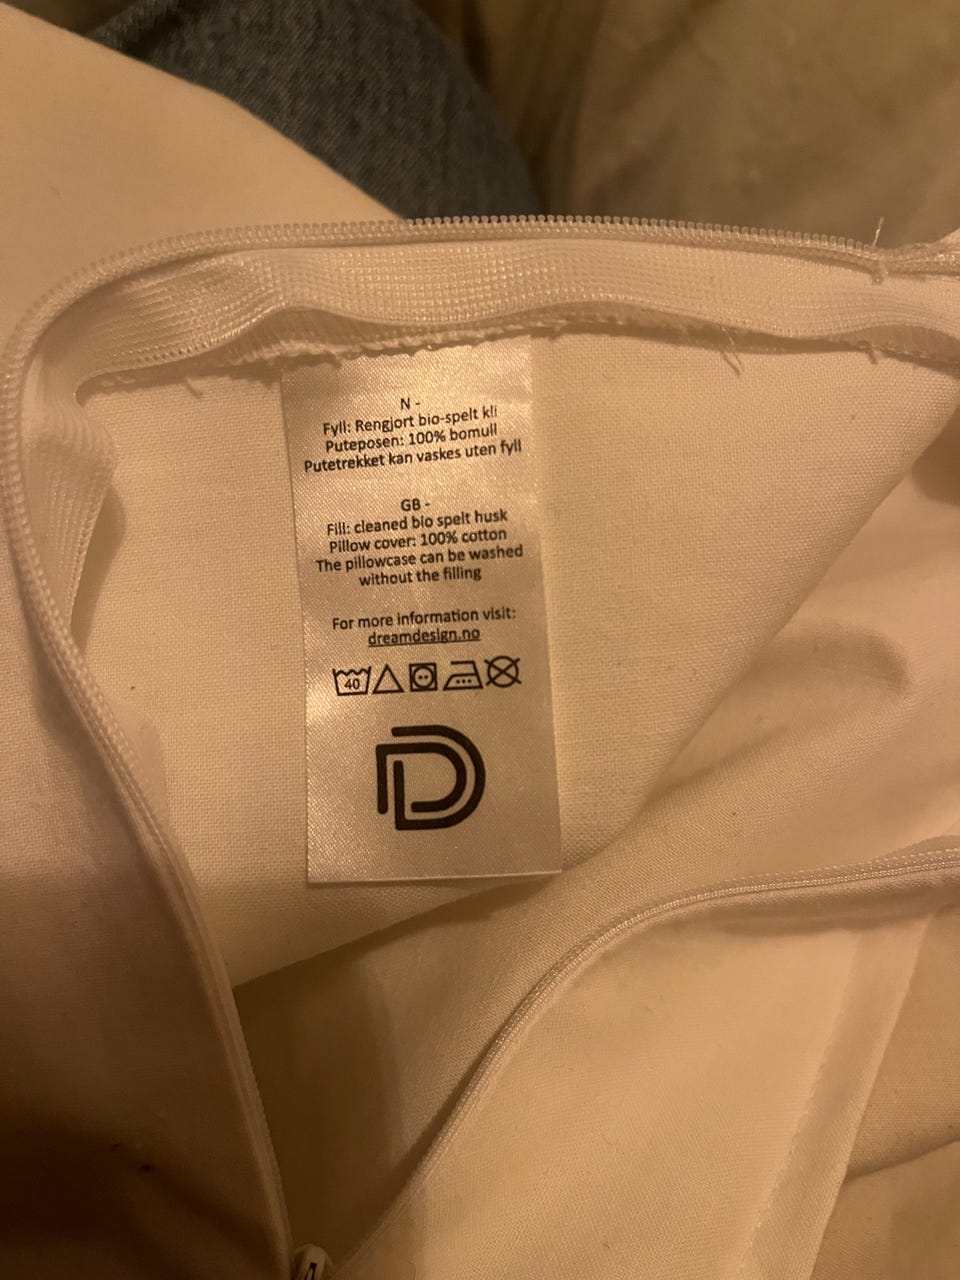 N -
Fyll: Rengjort bio-spelt kli
Puteposen: 100% bomull
Putetrekket kan vaskes uten fyll
GB -
Fill: cleaned bio spelt husk
Pillow cover: 100% cotton
The pillowcase can be washed
without the filling
For more information visit:
dreamdesign.no
40